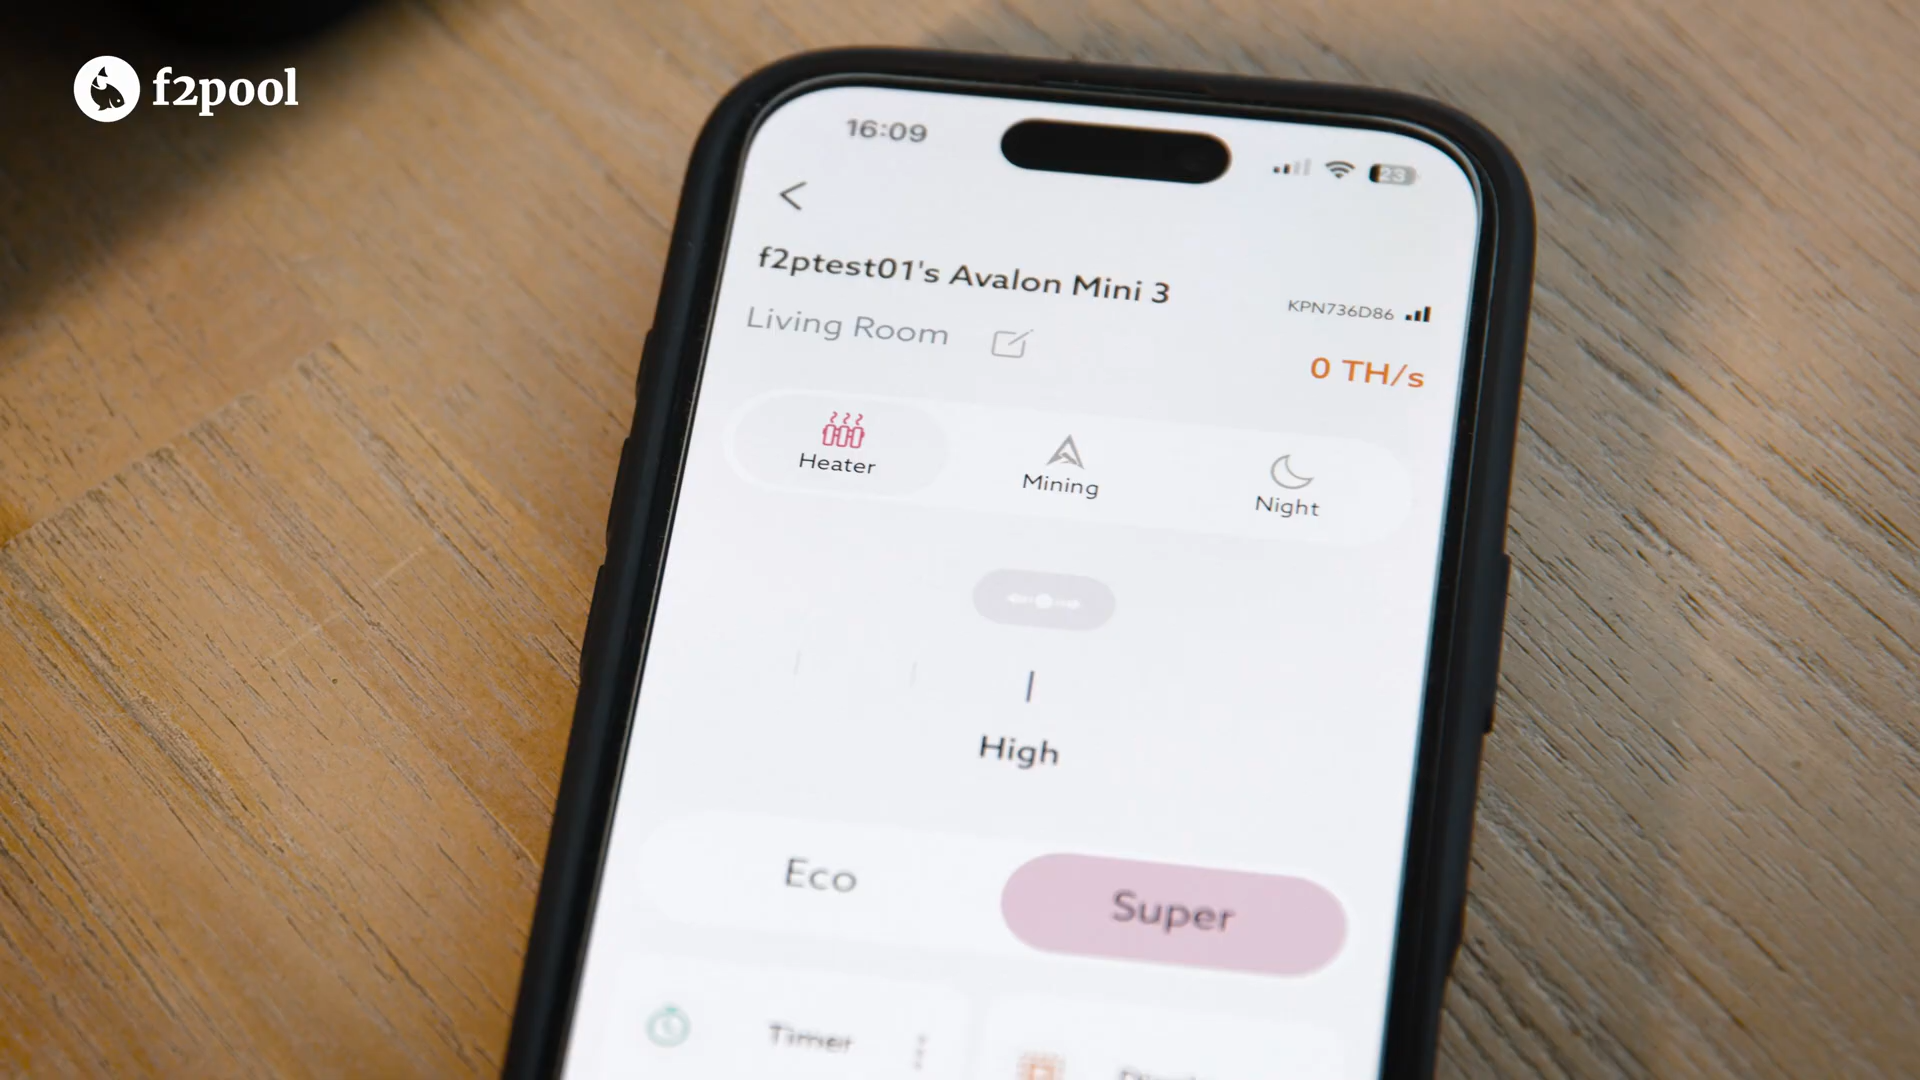 f2pool
16:09
23
f2ptest01's Avalon Mini 3
KPN736D86
Living Room
0 TH/s
Heater
Mining
Night
High
Eco
Super
Timer